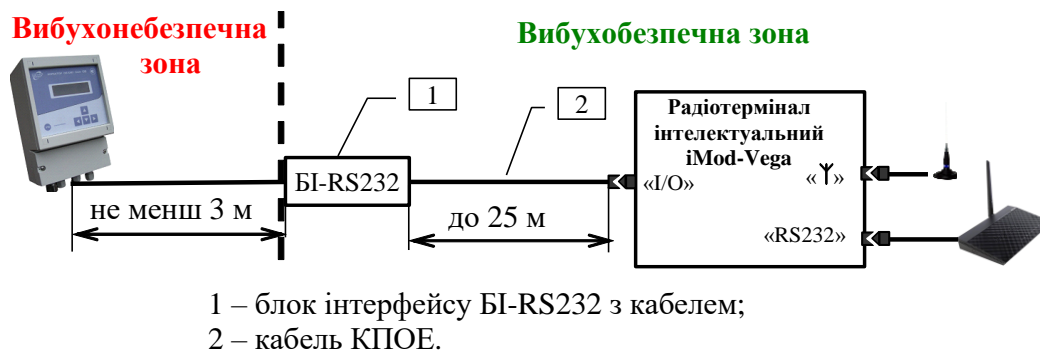 Вибухонебезпечна
зона
Вибухобезпечна зона
1
2
Радіотермінал
інтелектуальний
iMod-Vega
БІ-RS232
«I/O»
«Y»
«RS232»
не менш 3 м
до 25 м
1 – блок інтерфейсу БІ-RS232 з кабелем;
2 – кабель КПОЕ.